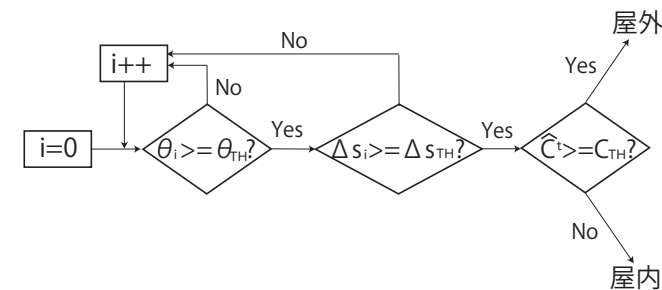 屋外
No
i++
Yes
No
i=0
θi>=θTH?
Yes
Δsi>=ΔsTH?
Yes
Ĉt>=CTH?
No
屋内